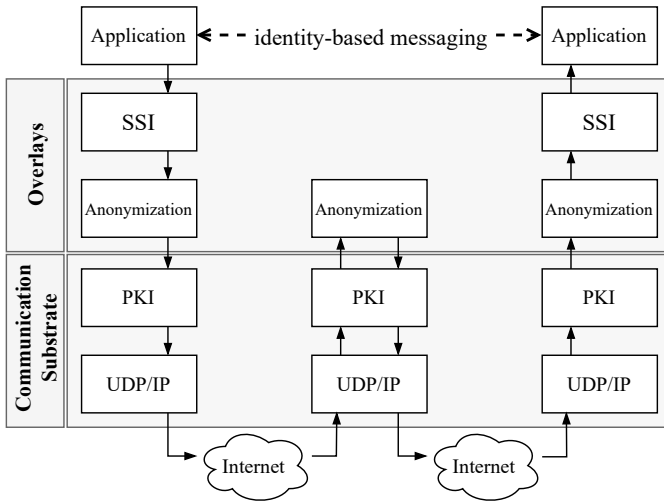 Application
identity-based messaging
Application
Overlays
SSI
SSI
Anonymization
Anonymization
Anonymization
Communication
Substrate
PKI
PKI
PKI
UDP/IP
UDP/IP
UDP/IP
Internet
Internet